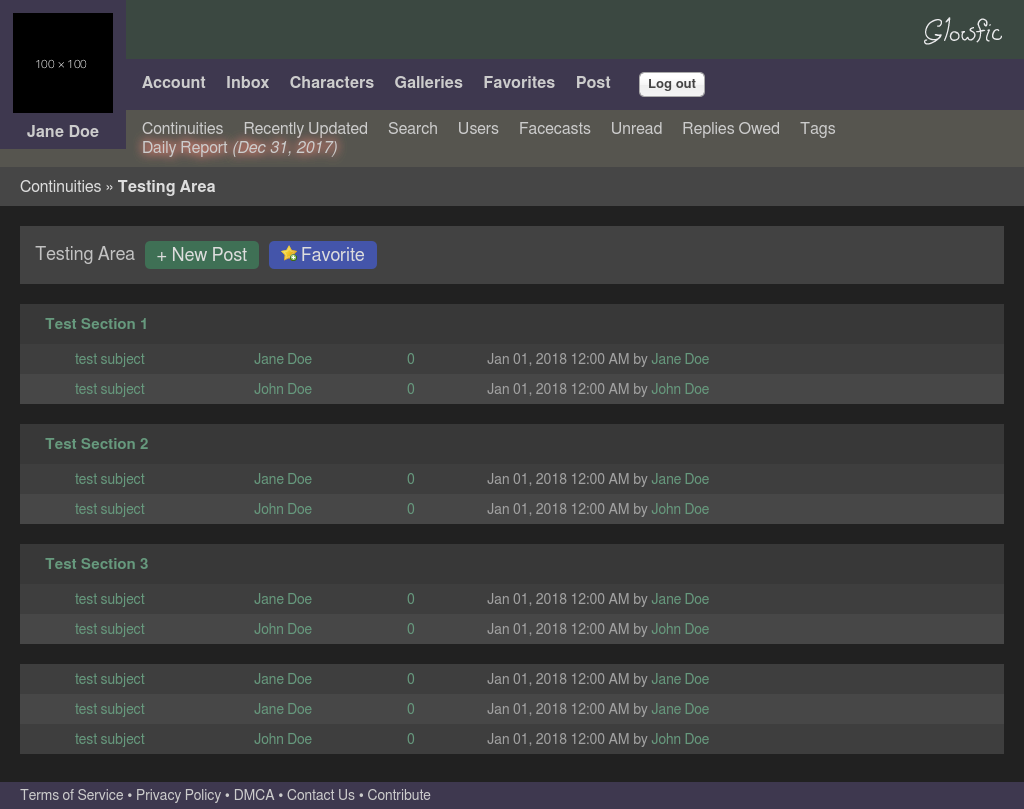 100 × 100
Jane Doe
Glowfic
Account Inbox Characters Galleries Favorites Post Log out
Continuities Recently Updated Search Users Facecasts Unread Replies Owed Tags
Daily Report (Dec 31, 2017)
Continuities » Testing Area
Testing Area + New Post Favorite
Test Section 1
test subject Jane Doe 0 Jan 01, 2018 12:00 AM by Jane Doe
test subject John Doe 0 Jan 01, 2018 12:00 AM by John Doe
Test Section 2
test subject Jane Doe 0 Jan 01, 2018 12:00 AM by Jane Doe
test subject John Doe 0 Jan 01, 2018 12:00 AM by John Doe
Test Section 3
test subject Jane Doe 0 Jan 01, 2018 12:00 AM by Jane Doe
test subject John Doe 0 Jan 01, 2018 12:00 AM by John Doe
test subject Jane Doe 0 Jan 01, 2018 12:00 AM by Jane Doe
test subject Jane Doe 0 Jan 01, 2018 12:00 AM by Jane Doe
test subject John Doe 0 Jan 01, 2018 12:00 AM by John Doe
Terms of Service • Privacy Policy • DMCA • Contact Us • Contribute